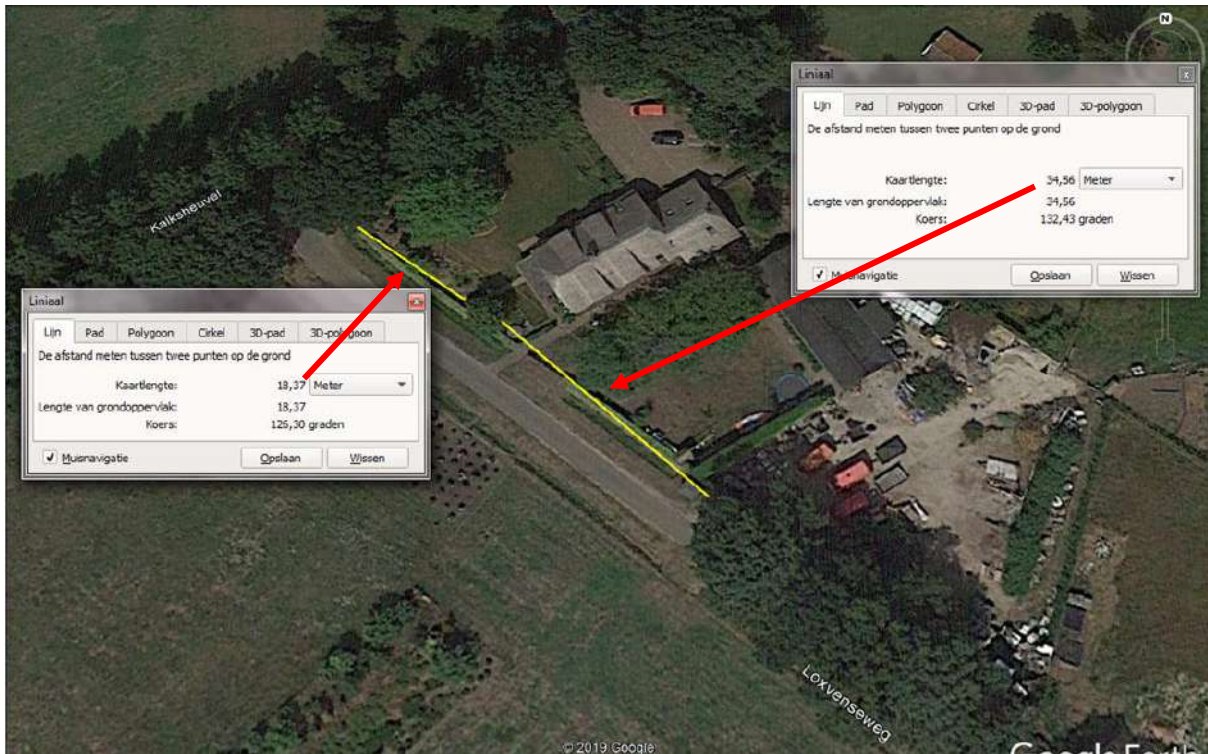 N
Liniaal
Lijn Pad Polygoon Cirkel 3D-pad 3D-polygoon
De afstand meten tussen twee punten op de grond
Kaartlengte: 34,56 Meter
Lengte van grondoppervlak: 34,56
Koers: 132,43 graden
Muisnavigatie Opslaan Wissen
Kalksheuvel
Liniaal
Lijn Pad Polygoon Cirkel 3D-pad 3D-polygoon
De afstand meten tussen twee punten op de grond
Kaartlengte: 18,37 Meter
Lengte van grondoppervlak: 18,37
Koers: 126,30 graden
Muisnavigatie Opslaan Wissen
Loxvenseweg
© 2019 Google
Google Earth